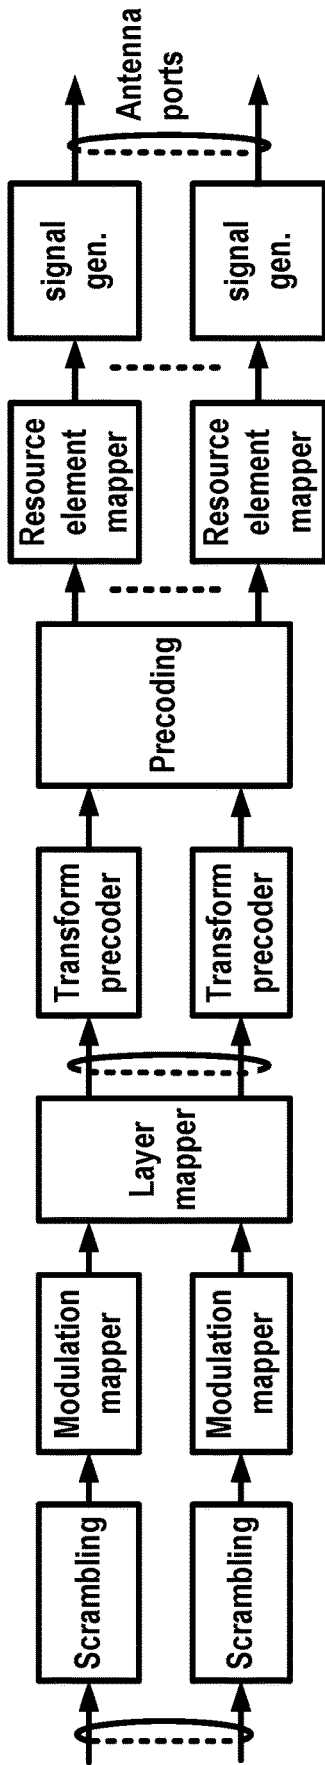 Scrambling
Scrambling
Modulation
mapper
Modulation
mapper
Layer
mapper
Transform
precoder
Transform
precoder
Precoding
Resource
element
mapper
Resource
element
mapper
signal
gen.
signal
gen.
Antenna
ports